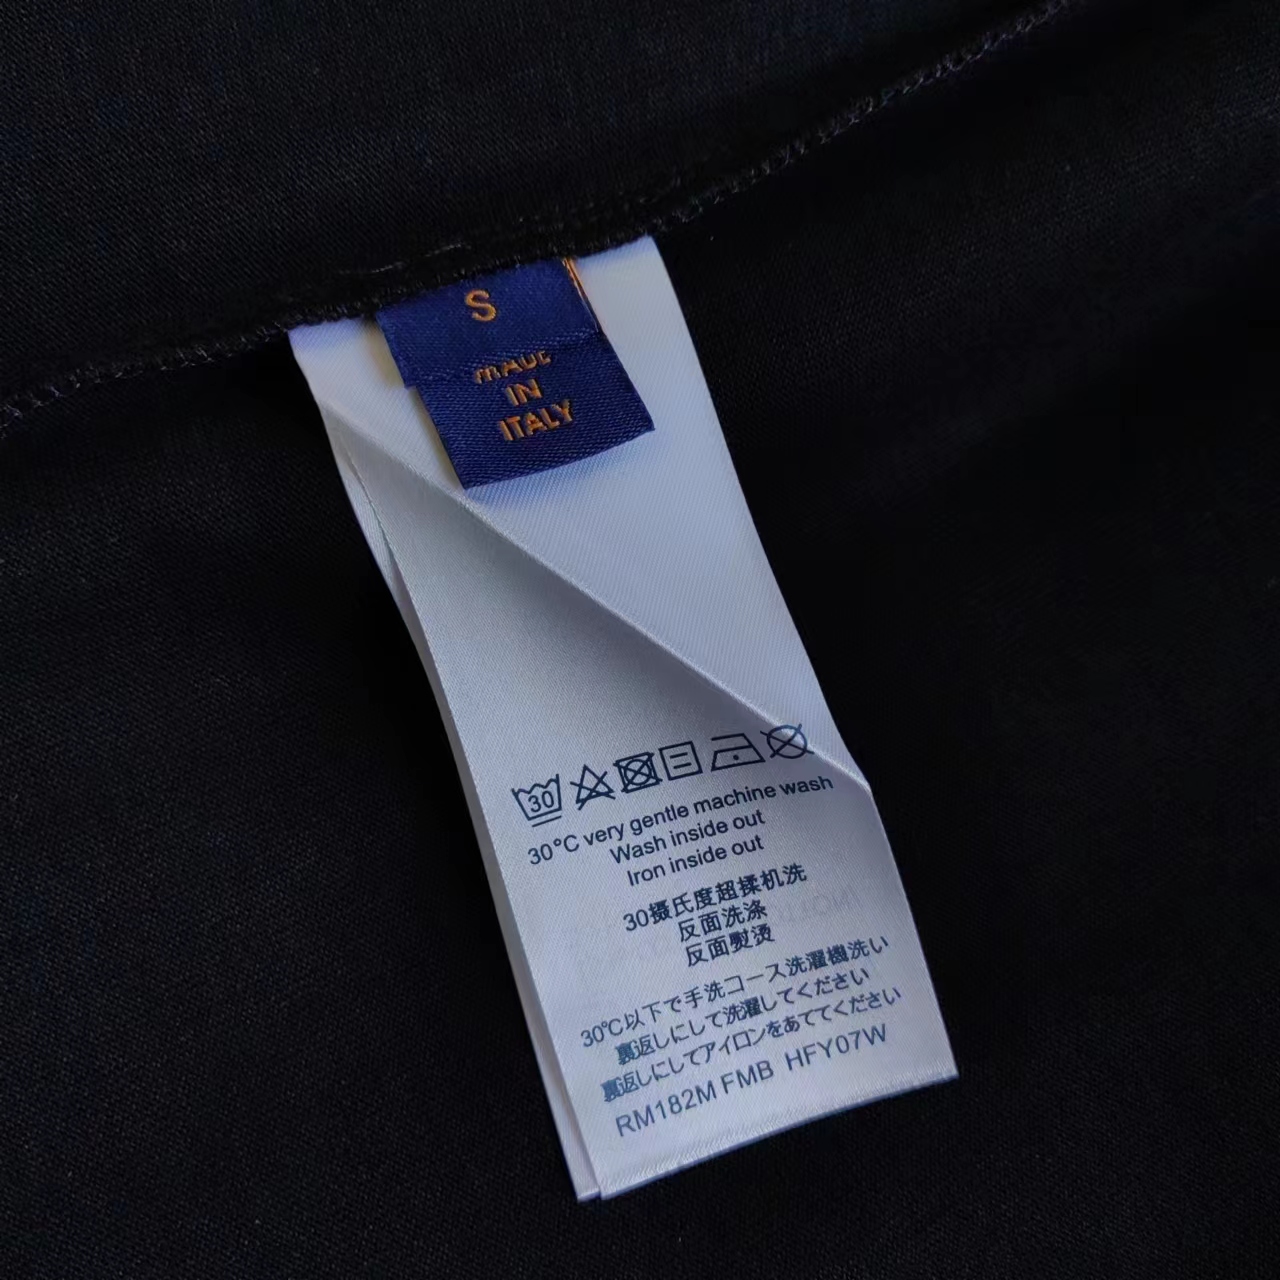 S
MADE
IN
ITALY
30
30°C very gentle machine wash
Wash inside out
Iron inside out
30摄氏度超揉机洗
反面洗涤
反面熨烫
30℃以下で手洗コース洗濯機洗い
裏返しにして洗濯してください
裏返しにしてアイロンをあててください
RM182M FMB HFY07W